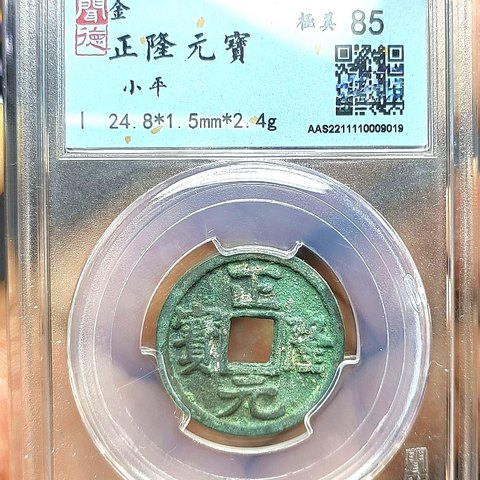 聞德
金
極美 85
正隆元寶
小平
24.8*1.5mm*2.4g
AAS2211110009019
正隆元寶